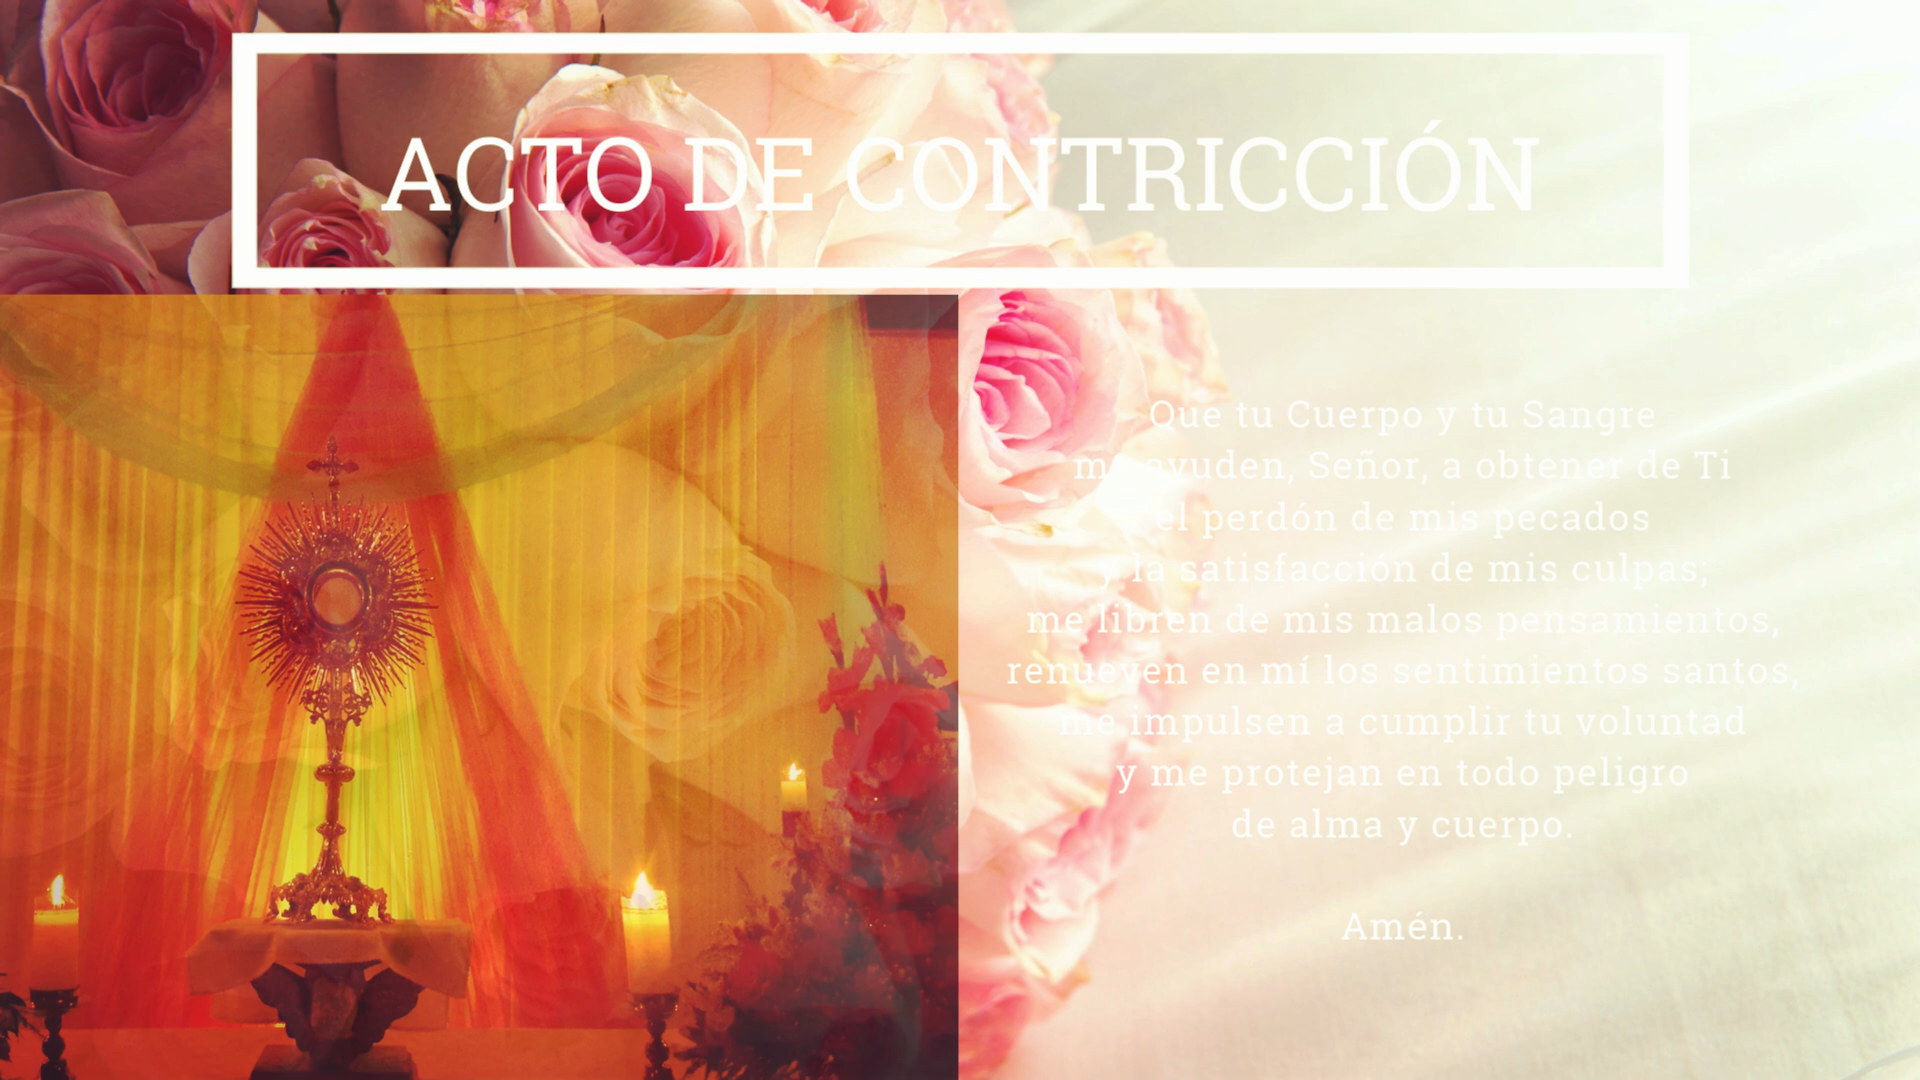 ACTO DE CONTRICCIÓN
Que tu Cuerpo y tu Sangre
me ayuden, Señor, a obtener de Ti
el perdón de mis pecados
y la satisfacción de mis culpas;
me libren de mis malos pensamientos,
renueven en mí los sentimientos santos,
me impulsen a cumplir tu voluntad
y me protejan en todo peligro
de alma y cuerpo.
Amén.